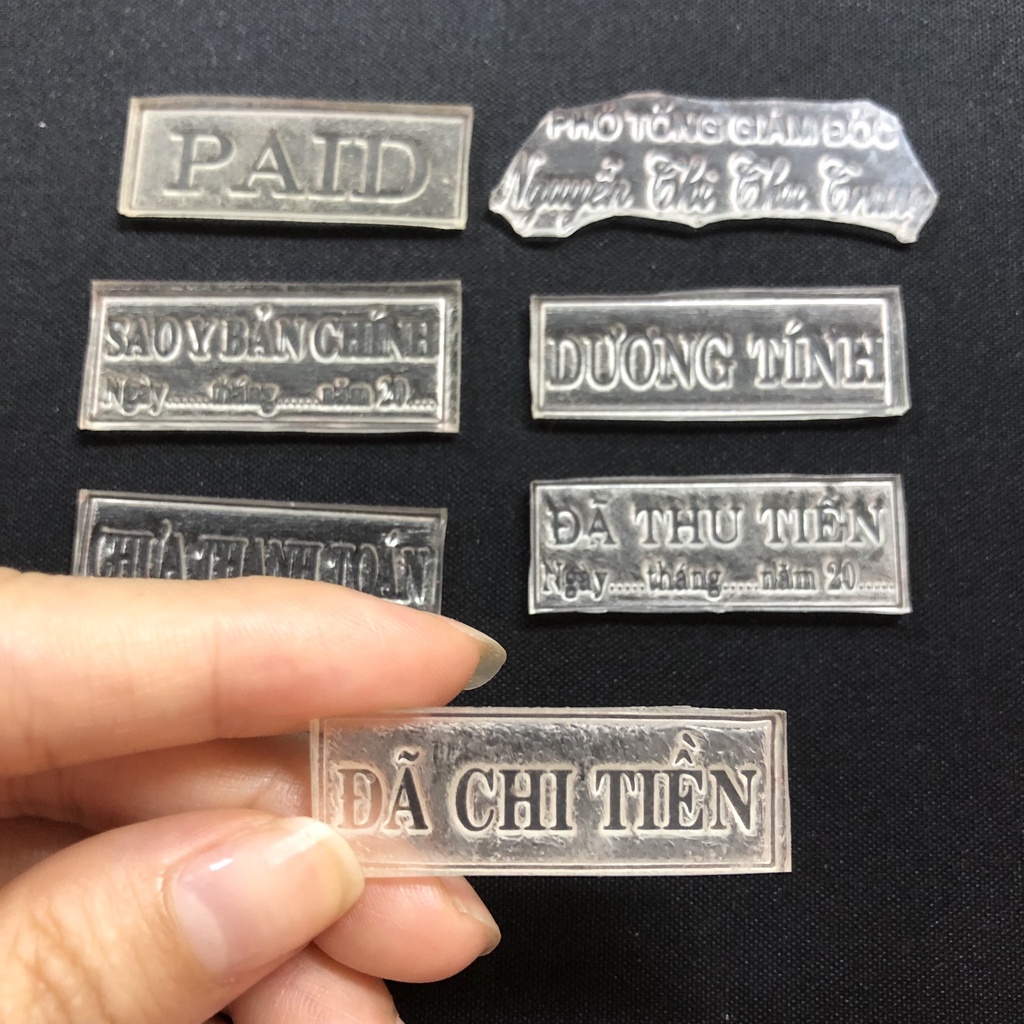 PAID
PHÓ TỔNG GIÁM ĐỐC
Nguyễn Thị Thu Trang
SAO Y BẢN CHÍNH
Ngày......tháng......năm 20....
DƯƠNG TÍNH
CHƯA THANH TOÁN
ĐÃ THU TIỀN
Ngày.....tháng.....năm 20.....
ĐÃ CHI TIỀN